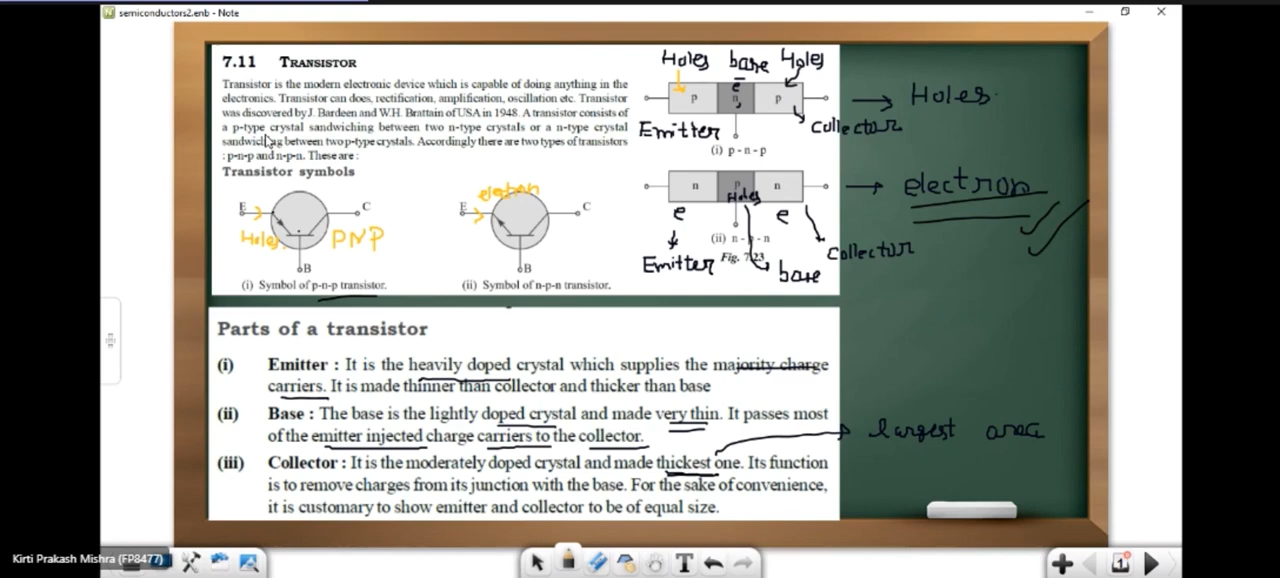 semiconductors2.enb - Note
7.11 TRANSISTOR
Transistor is the modern electronic device which is capable of doing anything in the
electronics. Transistor can does, rectification, amplification, oscillation etc. Transistor
was discovered by J. Bardeen and W.H. Brattain of USA in 1948. A transistor consists of
a p-type crystal sandwiching between two n-type crystals or a n-type crystal
sandwiching between two p-type crystals. Accordingly there are two types of transistors
: p-n-p and n-p-n. These are :
Transistor symbols
E C
Holes PNP
B
(i) Symbol of p-n-p transistor.
E C
B
(ii) Symbol of n-p-n transistor.
Holes base Holes
e
p n p
Emitter Collector
(i) p - n - p
→ Holes.
n p n
Holes
e e
→ electron
(ii) n - p - n
Emitter Fig. 7.23 base
Collector
Parts of a transistor
(i) Emitter : It is the heavily doped crystal which supplies the majority charge
carriers. It is made thinner than collector and thicker than base
(ii) Base : The base is the lightly doped crystal and made very thin. It passes most
of the emitter injected charge carriers to the collector.
(iii) Collector : It is the moderately doped crystal and made thickest one. Its function
is to remove charges from its junction with the base. For the sake of convenience,
it is customary to show emitter and collector to be of equal size.
largest area
Kirti Prakash Mishra (FP8477)
T
1